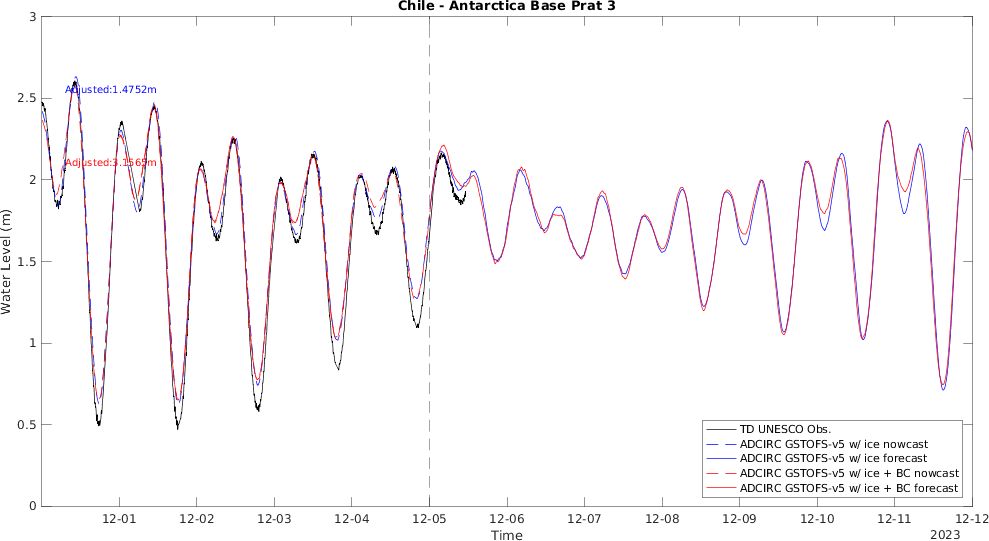 Chile - Antarctica Base Prat 3
3
2.5
2
1.5
1
0.5
0
Water Level (m)
Adjusted:1.4752m
Adjusted:3.1565m
TD UNESCO Obs.
ADCIRC GSTOFS-v5 w/ ice nowcast
ADCIRC GSTOFS-v5 w/ ice forecast
ADCIRC GSTOFS-v5 w/ ice + BC nowcast
ADCIRC GSTOFS-v5 w/ ice + BC forecast
12-01 12-02 12-03 12-04 12-05 12-06 12-07 12-08 12-09 12-10 12-11 12-12
Time
2023